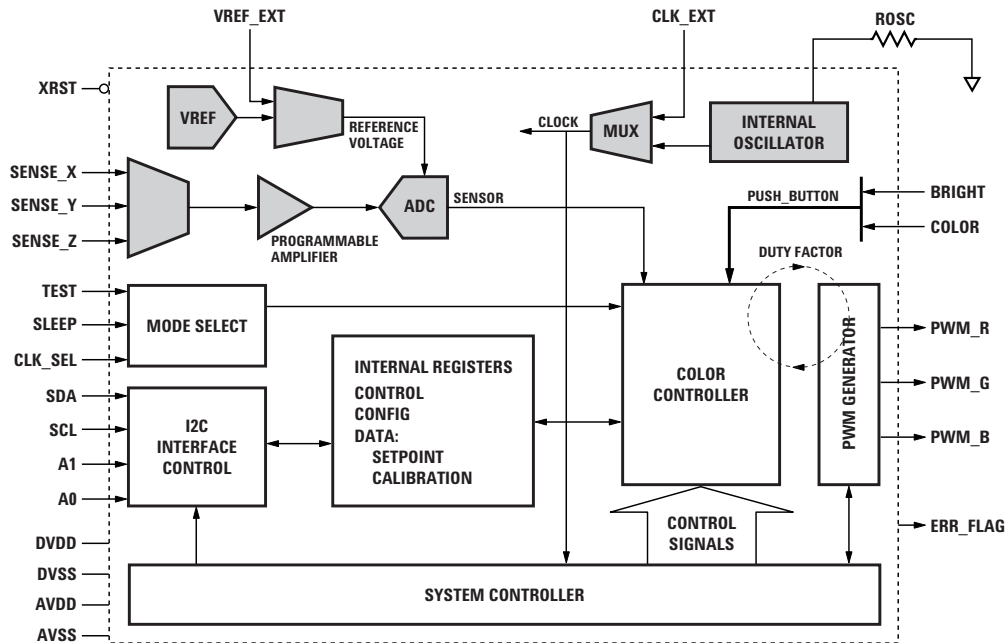 VREF_EXT
CLK_EXT
ROSC
XRST
VREF
REFERENCE
VOLTAGE
CLOCK
MUX
INTERNAL
OSCILLATOR
SENSE_X
SENSE_Y
SENSE_Z
PROGRAMMABLE
AMPLIFIER
ADC
SENSOR
PUSH_BUTTON
BRIGHT
COLOR
DUTY FACTOR
TEST
SLEEP
CLK_SEL
MODE SELECT
SDA
SCL
A1
A0
I2C
INTERFACE
CONTROL
INTERNAL REGISTERS
CONTROL
CONFIG
DATA:
SETPOINT
CALIBRATION
COLOR
CONTROLLER
PWM GENERATOR
PWM_R
PWM_G
PWM_B
CONTROL
SIGNALS
ERR_FLAG
DVDD
DVSS
AVDD
AVSS
SYSTEM CONTROLLER